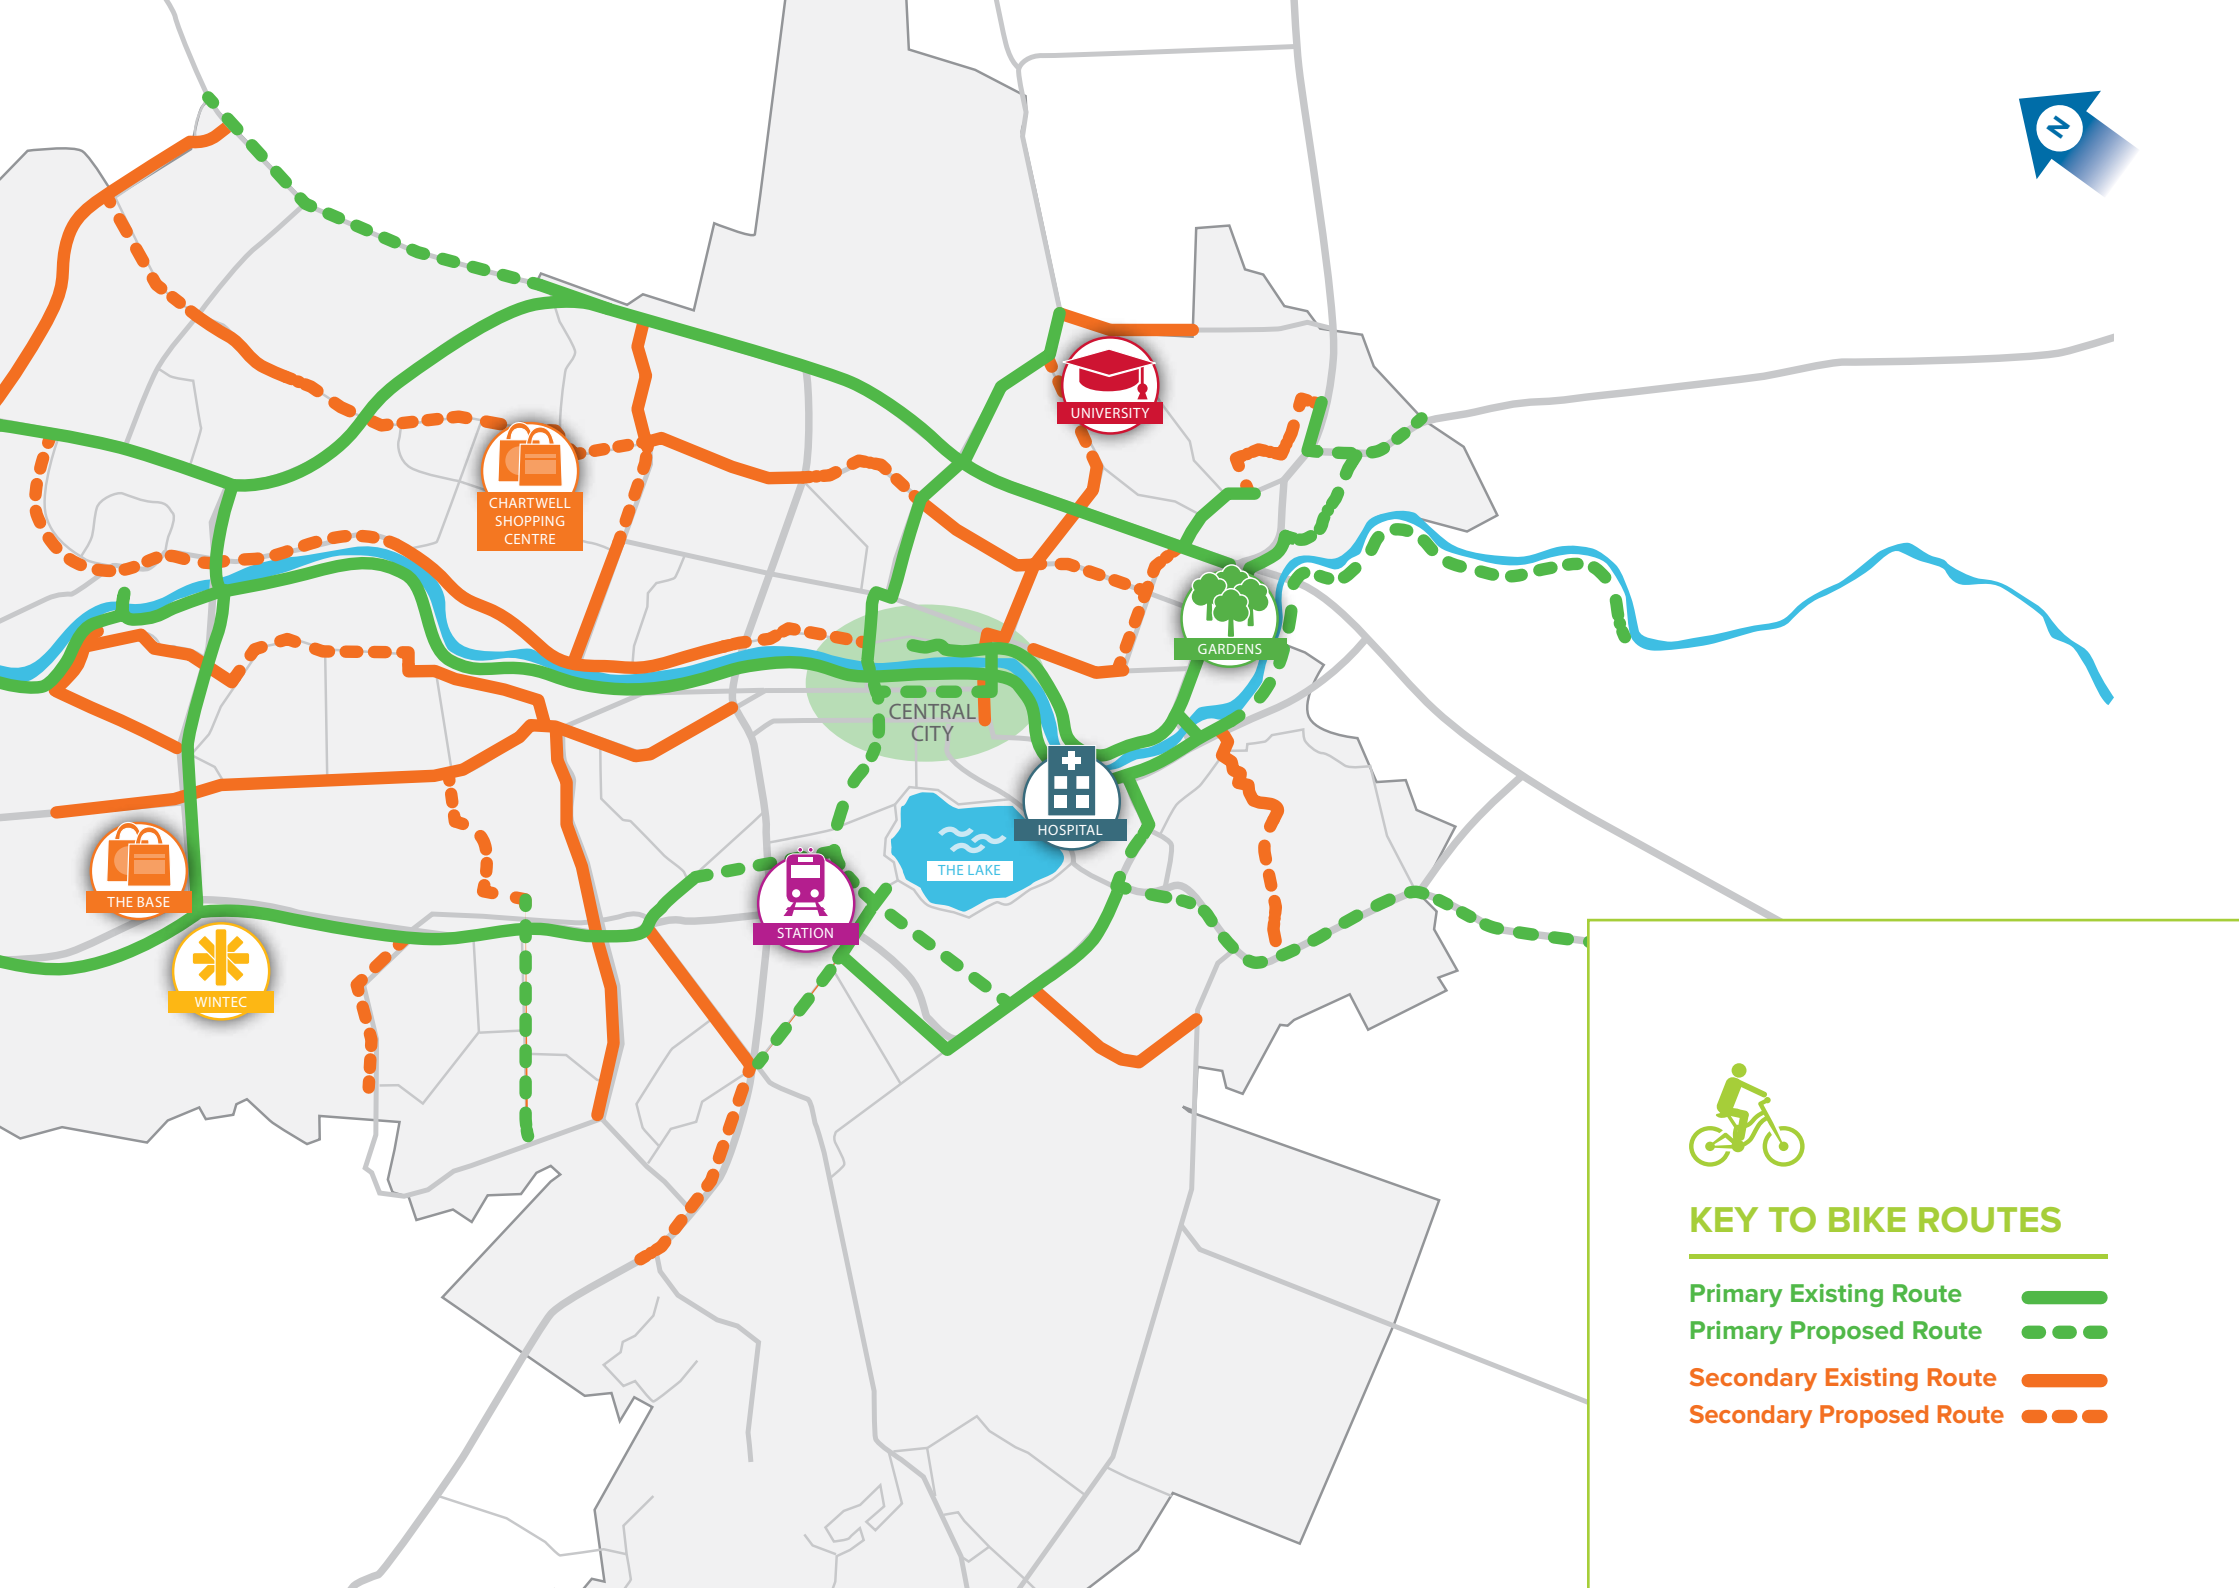 N
UNIVERSITY
CHARTWELL
SHOPPING
CENTRE
GARDENS
CENTRAL
CITY
HOSPITAL
THE LAKE
THE BASE
STATION
WINTEC
KEY TO BIKE ROUTES
Primary Existing Route
Primary Proposed Route
Secondary Existing Route
Secondary Proposed Route